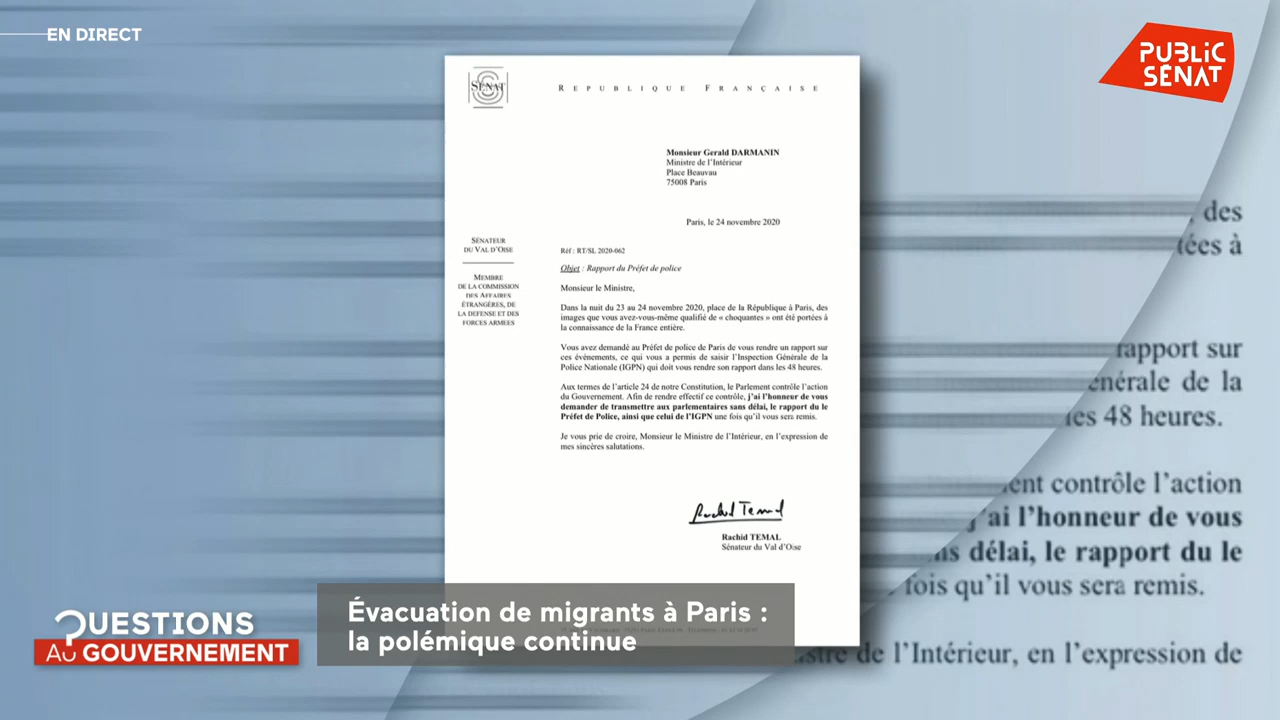 EN DIRECT
PUBLIC
SÉNAT
SÉNAT
RÉPUBLIQUE FRANÇAISE
Monsieur Gerald DARMANIN
Ministre de l'Intérieur
Place Beauvau
75008 Paris
Paris, le 24 novembre 2020
SÉNATEUR
DU VAL D'OISE
MEMBRE
DE LA COMMISSION
DES AFFAIRES
ÉTRANGÈRES, DE
LA DEFENSE ET DES
FORCES ARMEES
Réf : RT/SL 2020-062
Objet : Rapport du Préfet de police
Monsieur le Ministre,
Dans la nuit du 23 au 24 novembre 2020, place de la République à Paris, des
images que vous avez-vous-même qualifié de « choquantes » ont été portées à
la connaissance de la France entière.
Vous avez demandé au Préfet de police de Paris de vous rendre un rapport sur
ces événements, ce qui vous a permis de saisir l'Inspection Générale de la
Police Nationale (IGPN) qui doit vous rendre son rapport dans les 48 heures.
Aux termes de l'article 24 de notre Constitution, le Parlement contrôle l'action
du Gouvernement. Afin de rendre effectif ce contrôle, j'ai l'honneur de vous
demander de transmettre aux parlementaires sans délai, le rapport du le
Préfet de Police, ainsi que celui de l'IGPN une fois qu'il vous sera remis.
Je vous prie de croire, Monsieur le Ministre de l'Intérieur, en l'expression de
mes sincères salutations.
Rachid Temal
Rachid TEMAL
Sénateur du Val d'Oise
, des
tées à
rapport sur
énérale de la
les 48 heures.
ent contrôle l'action
j'ai l'honneur de vous
ns délai, le rapport du le
fois qu'il vous sera remis.
stre de l'Intérieur, en l'expression de
QUESTIONS
AU GOUVERNEMENT
Évacuation de migrants à Paris :
la polémique continue